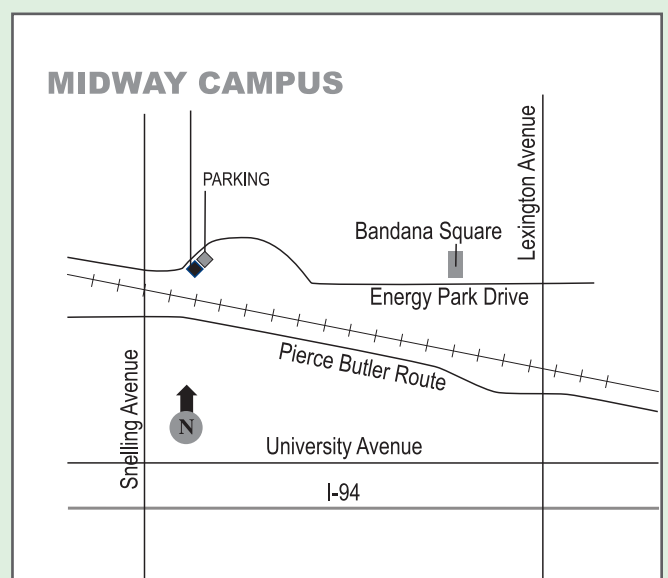 MIDWAY CAMPUS
PARKING
Lexington Avenue
Bandana Square
Energy Park Drive
Pierce Butler Route
Snelling Avenue
N
University Avenue
I-94